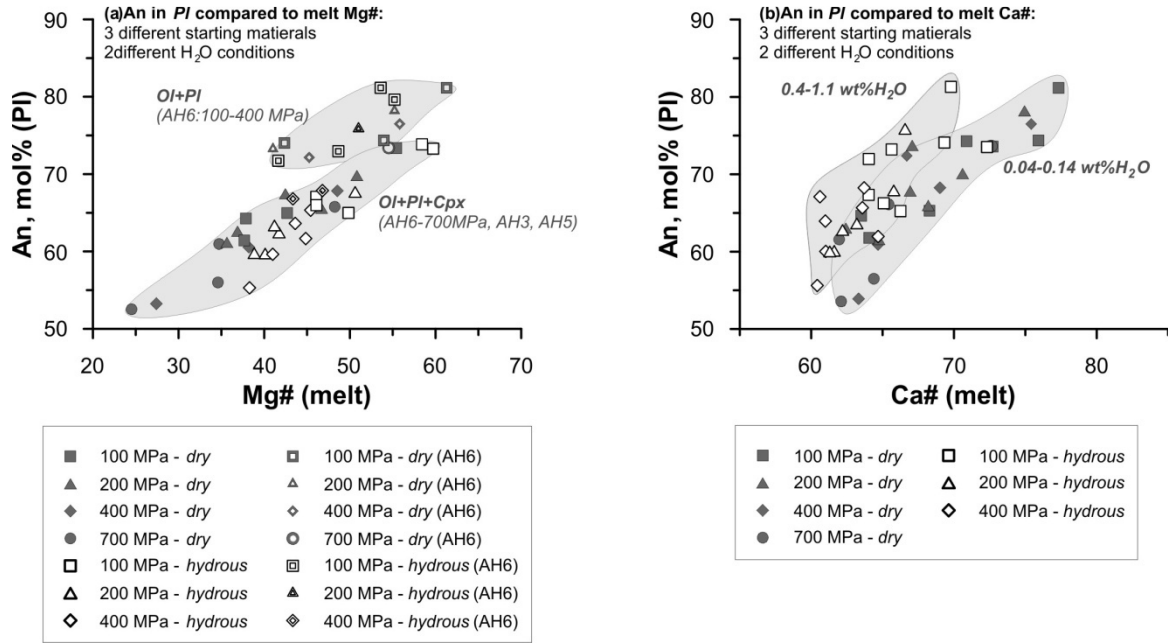 (a)An in Pl compared to melt Mg#:
3 different starting materals
2different H2O conditions
90
80
70
60
50
An, mol% (Pl)
Ol+Pl
(AH6:100-400 MPa)
Ol+Pl+Cpx
(AH6-700MPa, AH3, AH5)
20 30 40 50 60 70
Mg# (melt)
100 MPa - dry
200 MPa - dry
400 MPa - dry
700 MPa - dry
100 MPa - hydrous
200 MPa - hydrous
400 MPa - hydrous
100 MPa - dry (AH6)
200 MPa - dry (AH6)
400 MPa - dry (AH6)
700 MPa - dry (AH6)
100 MPa - hydrous (AH6)
200 MPa - hydrous (AH6)
400 MPa - hydrous (AH6)
(b)An in Pl compared to melt Ca#:
3 different starting materials
2 different H2O conditions
90
80
70
60
50
An, mol% (Pl)
0.4-1.1 wt%H2O
0.04-0.14 wt%H2O
60 70 80
Ca# (melt)
100 MPa - dry
200 MPa - dry
400 MPa - dry
700 MPa - dry
100 MPa - hydrous
200 MPa - hydrous
400 MPa - hydrous